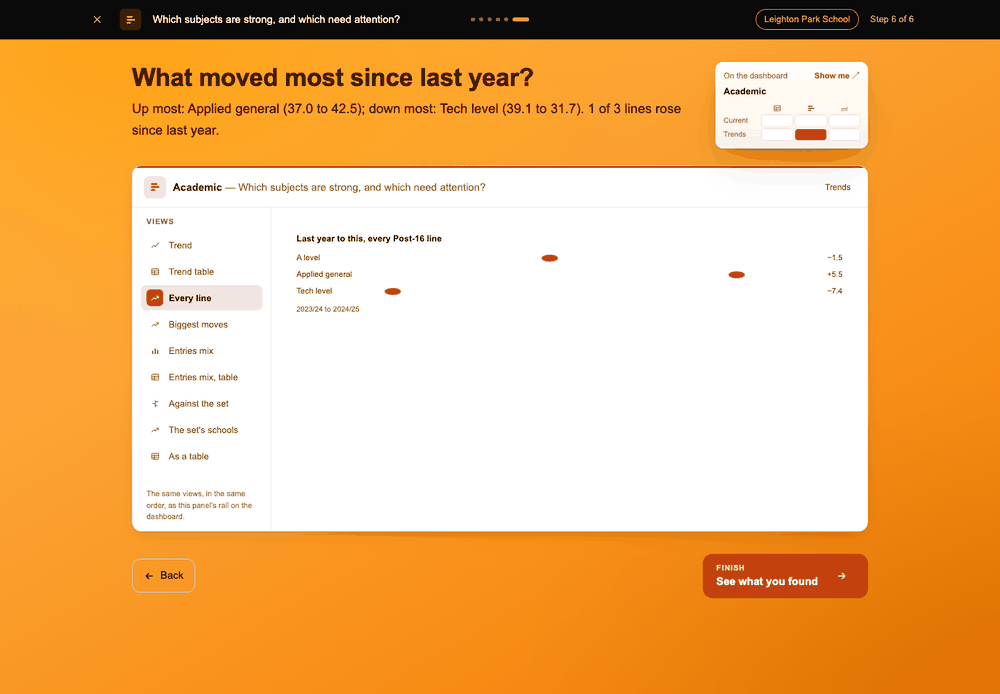 Which subjects are strong, and which need attention?
Leighton Park School
Step 6 of 6
What moved most since last year?
Up most: Applied general (37.0 to 42.5); down most: Tech level (39.1 to 31.7). 1 of 3 lines rose
since last year.
On the dashboard
Show me
Academic
Current
Trends
Academic — Which subjects are strong, and which need attention?
Trends
VIEWS
Trend
Trend table
Every line
Biggest moves
Entries mix
Entries mix, table
Against the set
The set's schools
As a table
The same views, in the same
order, as this panel's rail on the
dashboard.
Last year to this, every Post-16 line
A level −1.5
Applied general +5.5
Tech level −7.4
2023/24 to 2024/25
Back
FINISH
See what you found